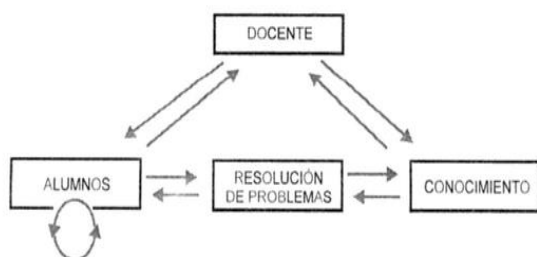 DOCENTE
ALUMNOS
RESOLUCIÓN
DE PROBLEMAS
CONOCIMIENTO